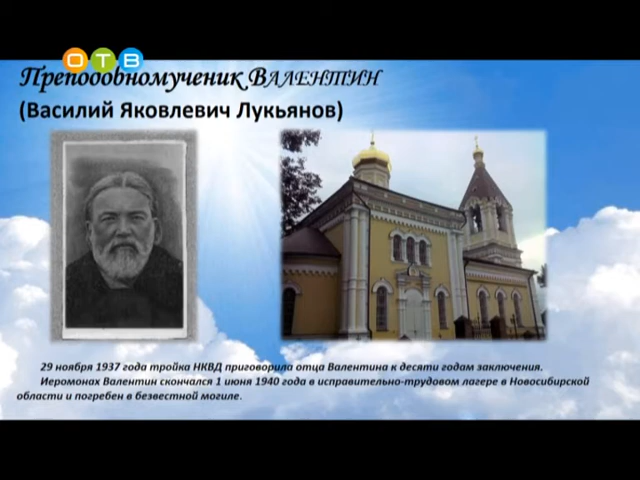 ОТВ
Преподобномученик ВАЛЕНТИН
(Василий Яковлевич Лукьянов)
29 ноября 1937 года тройка НКВД приговорила отца Валентина к десяти годам заключения.
Иеромонах Валентин скончался 1 июня 1940 года в исправительно-трудовом лагере в Новосибирской
области и погребен в безвестной могиле.